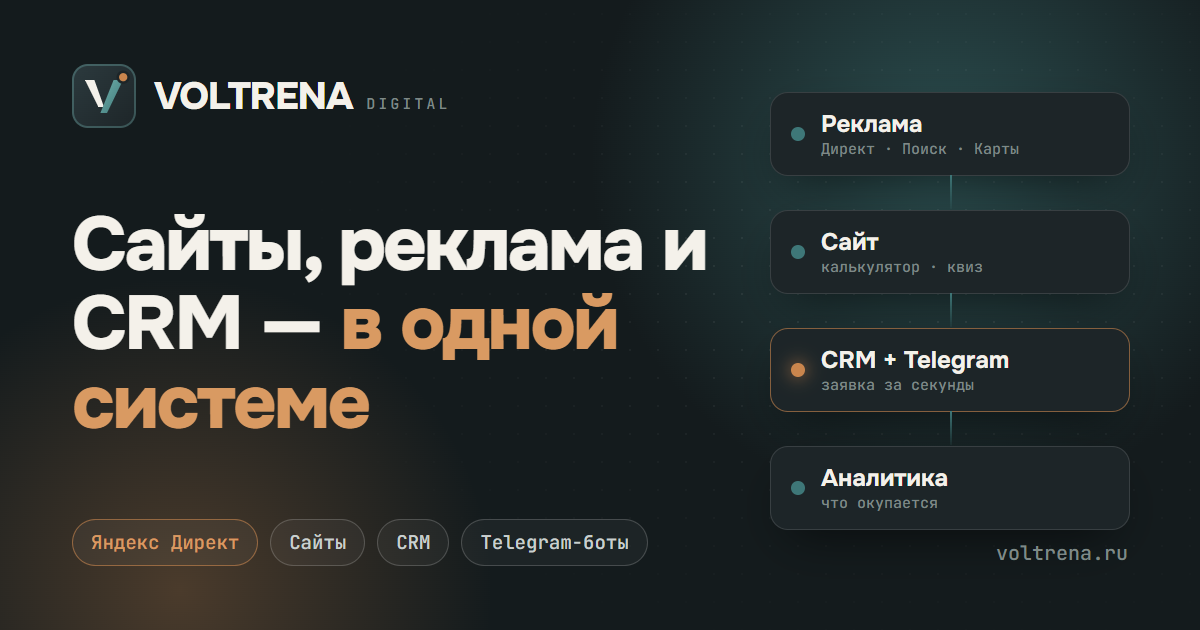 VOLTRENA DIGITAL
Сайты, реклама и
CRM — в одной
системе
Яндекс Директ
Сайты
CRM
Telegram-боты
Реклама
Директ · Поиск · Карты
Сайт
калькулятор · квиз
CRM + Telegram
заявка за секунды
Аналитика
что окупается
voltrena.ru